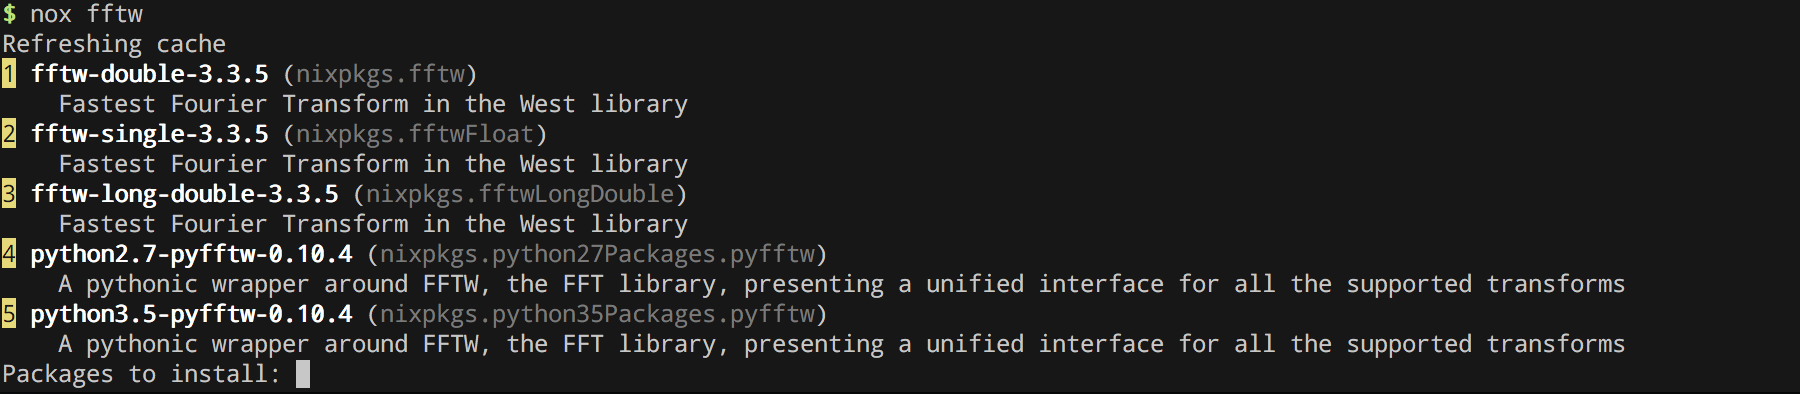 $ nox fftw
Refreshing cache
1 fftw-double-3.3.5 (nixpkgs.fftw)
Fastest Fourier Transform in the West library
2 fftw-single-3.3.5 (nixpkgs.fftwFloat)
Fastest Fourier Transform in the West library
3 fftw-long-double-3.3.5 (nixpkgs.fftwLongDouble)
Fastest Fourier Transform in the West library
4 python2.7-pyfftw-0.10.4 (nixpkgs.python27Packages.pyfftw)
A pythonic wrapper around FFTW, the FFT library, presenting a unified interface for all the supported transforms
5 python3.5-pyfftw-0.10.4 (nixpkgs.python35Packages.pyfftw)
A pythonic wrapper around FFTW, the FFT library, presenting a unified interface for all the supported transforms
Packages to install: